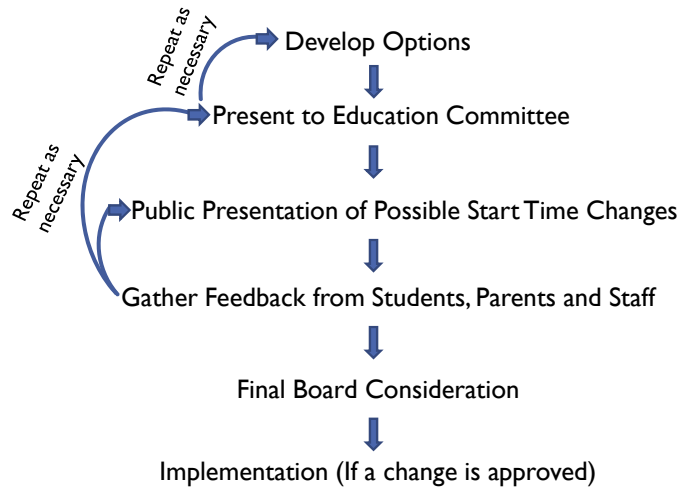 Repeat as
necessary
Develop Options
Present to Education Committee
Repeat as
necessary
Public Presentation of Possible Start Time Changes
Gather Feedback from Students, Parents and Staff
Final Board Consideration
Implementation (If a change is approved)